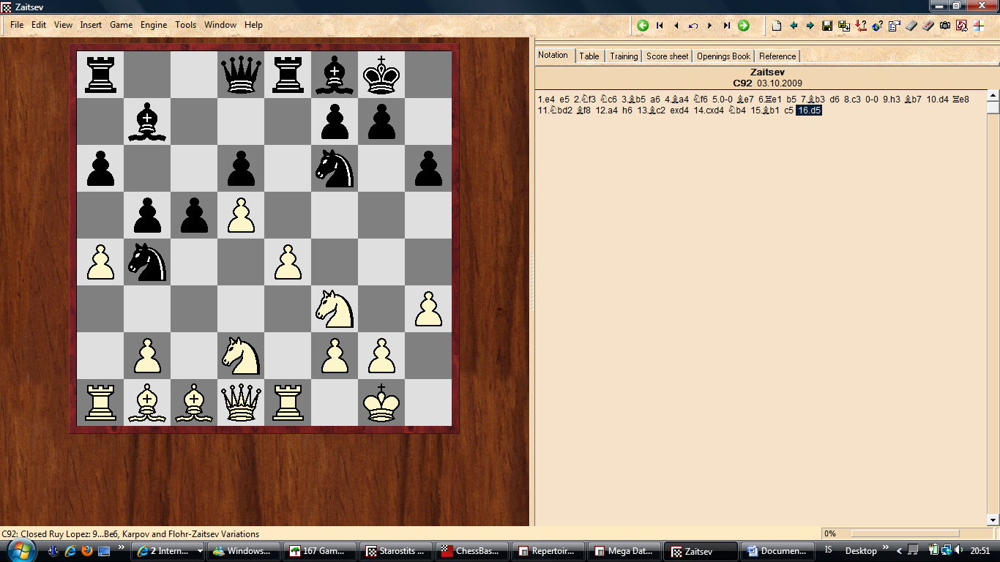 Zaitsev
File Edit View Insert Game Engine Tools Window Help
Notation Table Training Score sheet Openings Book Reference
Zaitsev
C92 03.10.2009
1.e4 e5 2.♘f3 ♘c6 3.♗b5 a6 4.♗a4 ♘f6 5.0-0 ♗e7 6.♖e1 b5 7.♗b3 d6 8.c3 0-0 9.h3 ♗b7 10.d4 ♖e8
11.♘bd2 ♗f8 12.a4 h6 13.♗c2 exd4 14.cxd4 ♘b4 15.♗b1 c5 16.d5
C92: Closed Ruy Lopez: 9...Be6, Karpov and Flohr-Zaitsev Variations
0%
2 Intern... Windows... 167 Gam... Starostits ... ChessBas... Repertoir... Mega Dat... Zaitsev Documen... IS Desktop 20:51